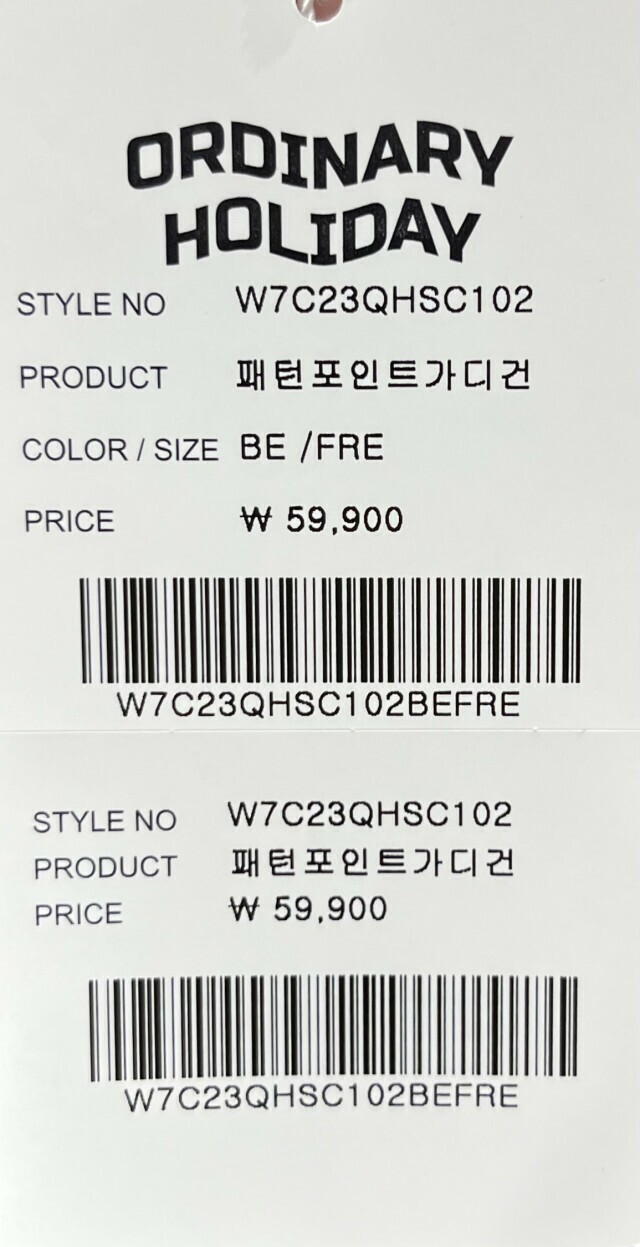 ORDINARY
HOLIDAY
STYLE NO W7C23QHSC102
PRODUCT 패턴포인트가디건
COLOR / SIZE BE /FRE
PRICE ₩ 59,900
W7C23QHSC102BEFRE
STYLE NO W7C23QHSC102
PRODUCT 패턴포인트가디건
PRICE ₩ 59,900
W7C23QHSC102BEFRE